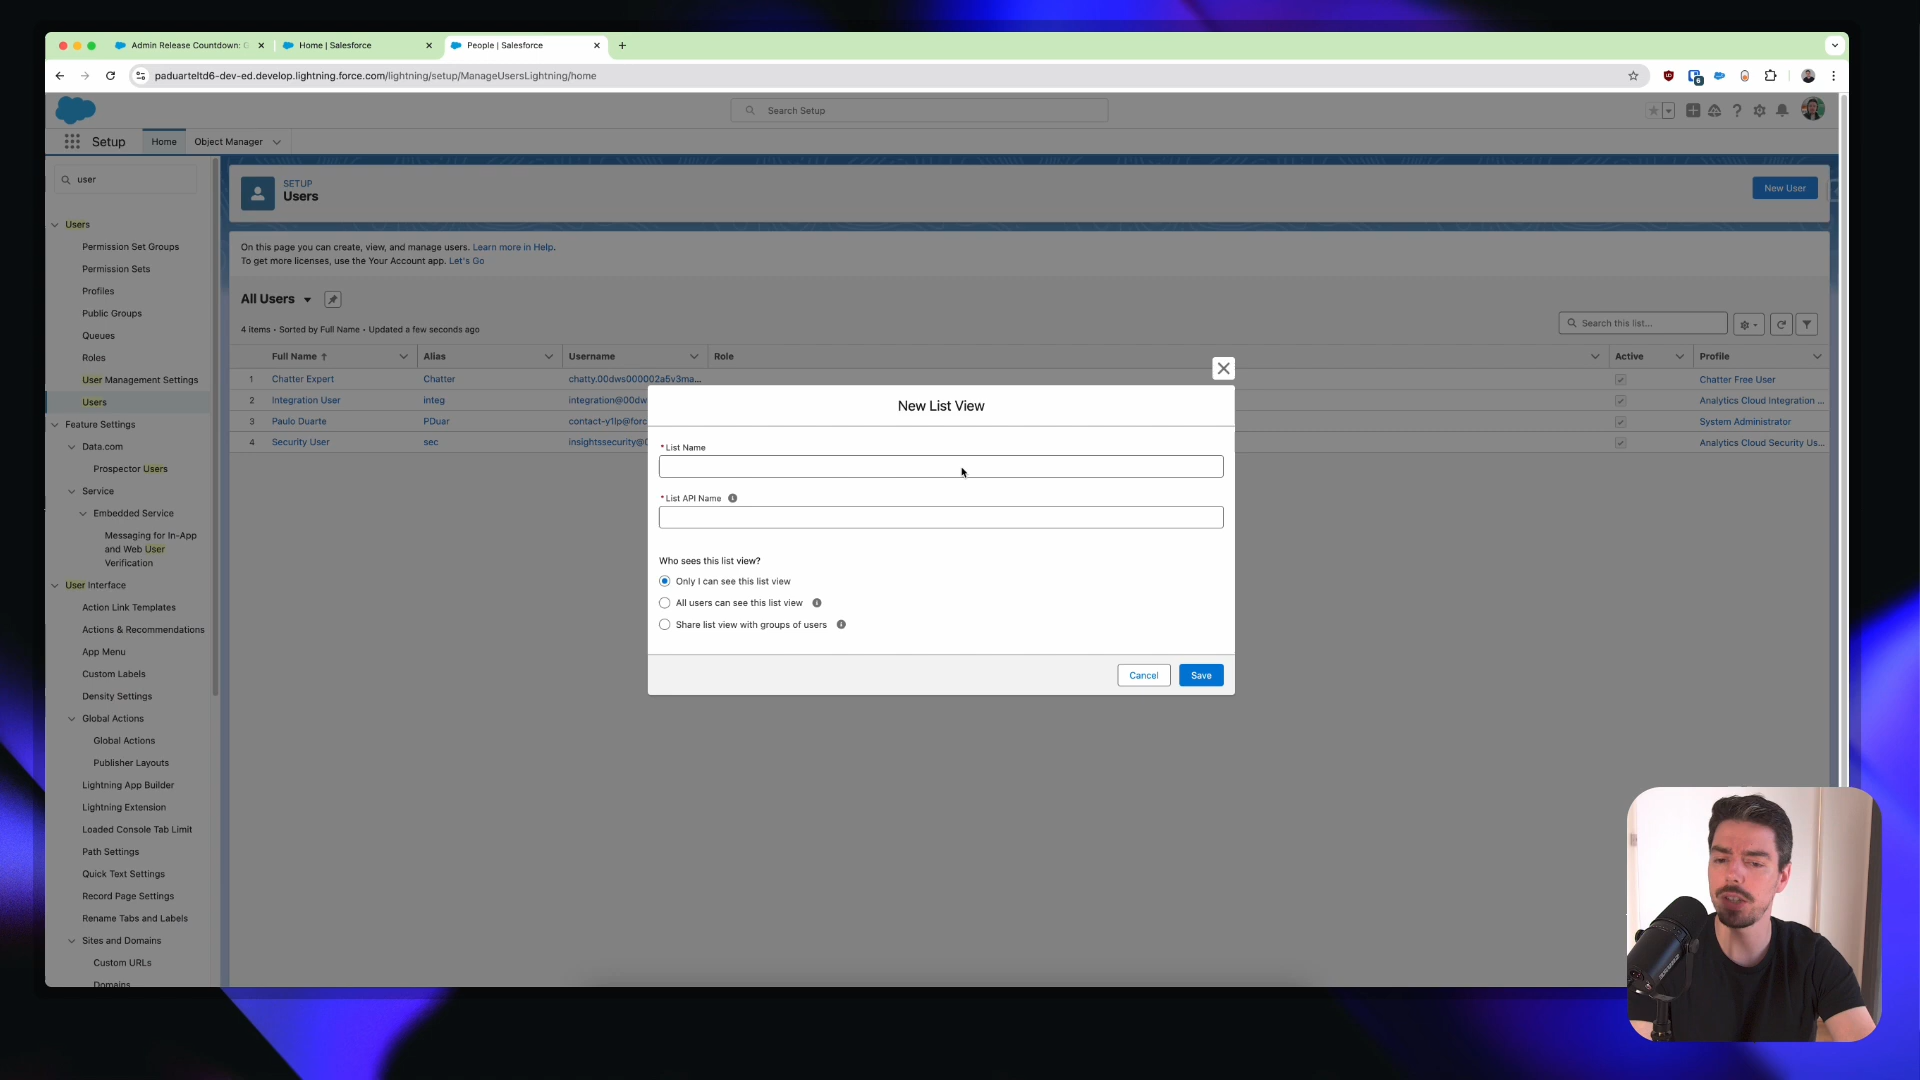 Admin Release Countdown: G
Home | Salesforce
People | Salesforce
paduarteltd6-dev-ed.develop.lightning.force.com/lightning/setup/ManageUsersLightning/home
6
Search Setup
Setup
Home
Object Manager
user
Users
Permission Set Groups
Permission Sets
Profiles
Public Groups
Queues
Roles
User Management Settings
Users
Feature Settings
Data.com
Prospector Users
Service
Embedded Service
Messaging for In-App
and Web User
Verification
User Interface
Action Link Templates
Actions & Recommendations
App Menu
Custom Labels
Density Settings
Global Actions
Global Actions
Publisher Layouts
Lightning App Builder
Lightning Extension
Loaded Console Tab Limit
Path Settings
Quick Text Settings
Record Page Settings
Rename Tabs and Labels
Sites and Domains
Custom URLs
Domains
SETUP
Users
New User
On this page you can create, view, and manage users. Learn more in Help.
To get more licenses, use the Your Account app. Let's Go
All Users
4 items • Sorted by Full Name • Updated a few seconds ago
Search this list...
Full Name Alias Username Role Active Profile
1 Chatter Expert Chatter chatty.00dws000002a5v3ma... Chatter Free User
2 Integration User integ integration@00dw Analytics Cloud Integration ...
3 Paulo Duarte PDuar contact-y1lp@forc System Administrator
4 Security User sec insightssecurity@0 Analytics Cloud Security Us...
New List View
* List Name
* List API Name
Who sees this list view?
Only I can see this list view
All users can see this list view
Share list view with groups of users
Cancel
Save